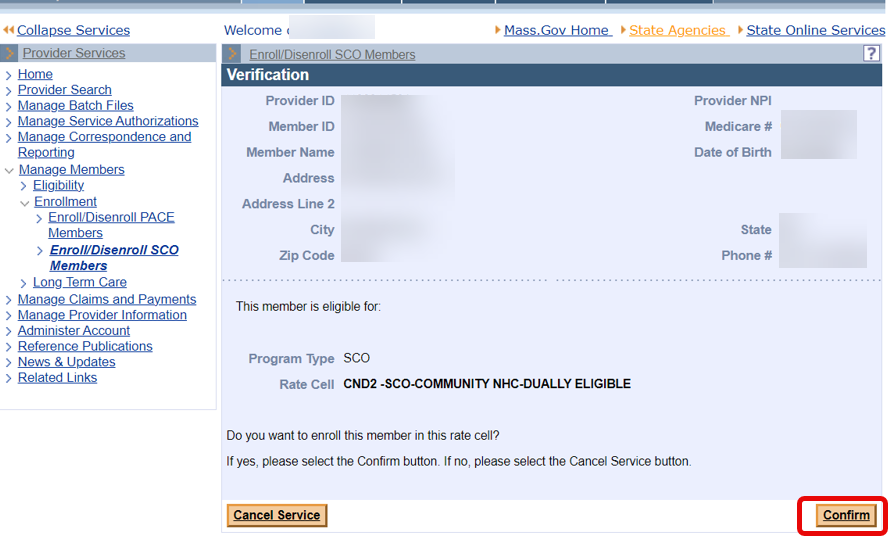 Collapse Services
Welcome
Mass.Gov Home
State Agencies
State Online Services
Provider Services
Home
Provider Search
Manage Batch Files
Manage Service Authorizations
Manage Correspondence and
Reporting
Manage Members
Eligibility
Enrollment
Enroll/Disenroll PACE
Members
Enroll/Disenroll SCO
Members
Long Term Care
Manage Claims and Payments
Manage Provider Information
Administer Account
Reference Publications
News & Updates
Related Links
Enroll/Disenroll SCO Members
?
Verification
Provider ID
Provider NPI
Member ID
Medicare #
Member Name
Date of Birth
Address
Address Line 2
City
State
Zip Code
Phone #
This member is eligible for:
Program Type SCO
Rate Cell CND2 -SCO-COMMUNITY NHC-DUALLY ELIGIBLE
Do you want to enroll this member in this rate cell?
If yes, please select the Confirm button. If no, please select the Cancel Service button.
Cancel Service
Confirm